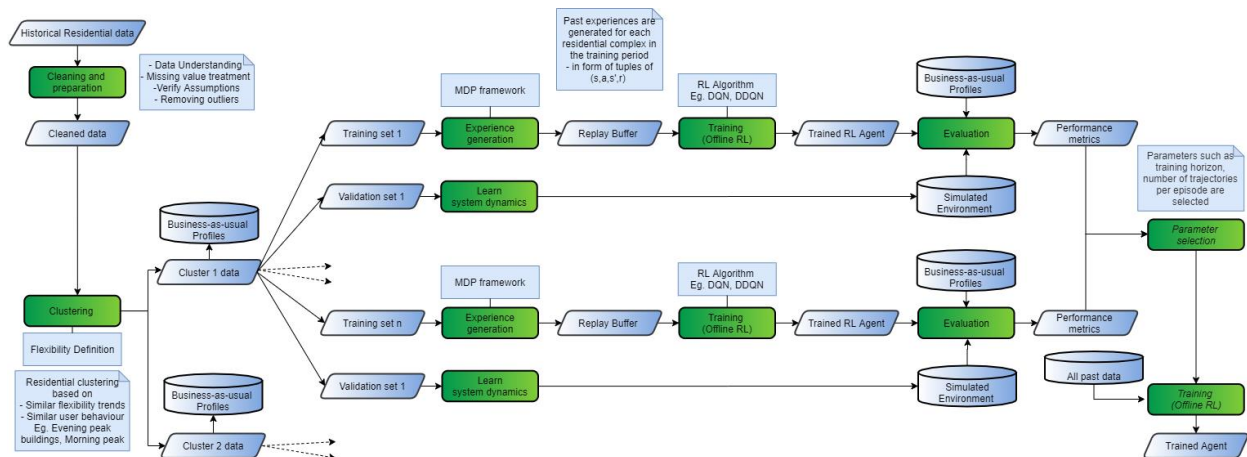 Historical Residential data
Cleaning and
preparation
- Data Understanding
- Missing value treatment
-Verify Assumptions
- Removing outliers
Cleaned data
Clustering
Flexibility Definition
Residential clustering
based on
- Similar flexibility trends
- Similar user behaviour
Eg. Evening peak
buildings, Morning peak
Business-as-usual
Profiles
Cluster 1 data
Business-as-usual
Profiles
Cluster 2 data
Past experiences are
generated for each
residential complex in
the training period
- in form of tuples of
(s,a,s',r)
MDP framework
RL Algorithm
Eg. DQN, DDQN
Business-as-usual
Profiles
Training set 1
Experience
generation
Replay Buffer
Training
(Offline RL)
Trained RL Agent
Evaluation
Performance
metrics
Validation set 1
Learn
system dynamics
Simulated
Environment
MDP framework
RL Algorithm
Eg. DQN, DDQN
Business-as-usual
Profiles
Training set n
Experience
generation
Replay Buffer
Training
(Offline RL)
Trained RL Agent
Evaluation
Performance
metrics
Validation set 1
Learn
system dynamics
Simulated
Environment
Parameters such as
training horizon,
number of trajectories
per episode are
selected
Parameter
selection
All past data
Training
(Offline RL)
Trained Agent